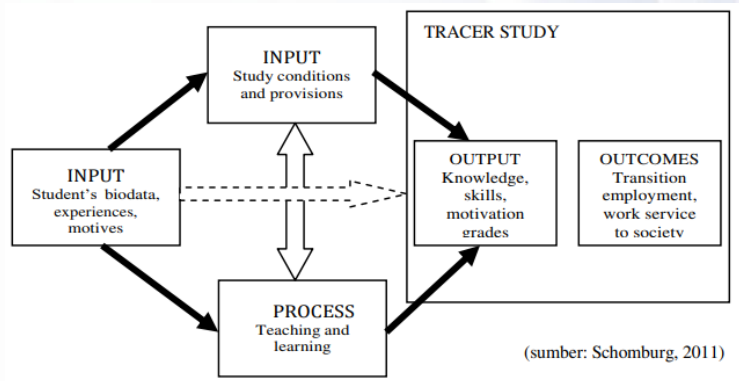 TRACER STUDY
INPUT
Study conditions
and provisions
INPUT
Student's biodata,
experiences,
motives
OUTPUT
Knowledge,
skills,
motivation
grades
OUTCOMES
Transition
employment,
work service
to society
PROCESS
Teaching and
learning
(sumber: Schomburg, 2011)